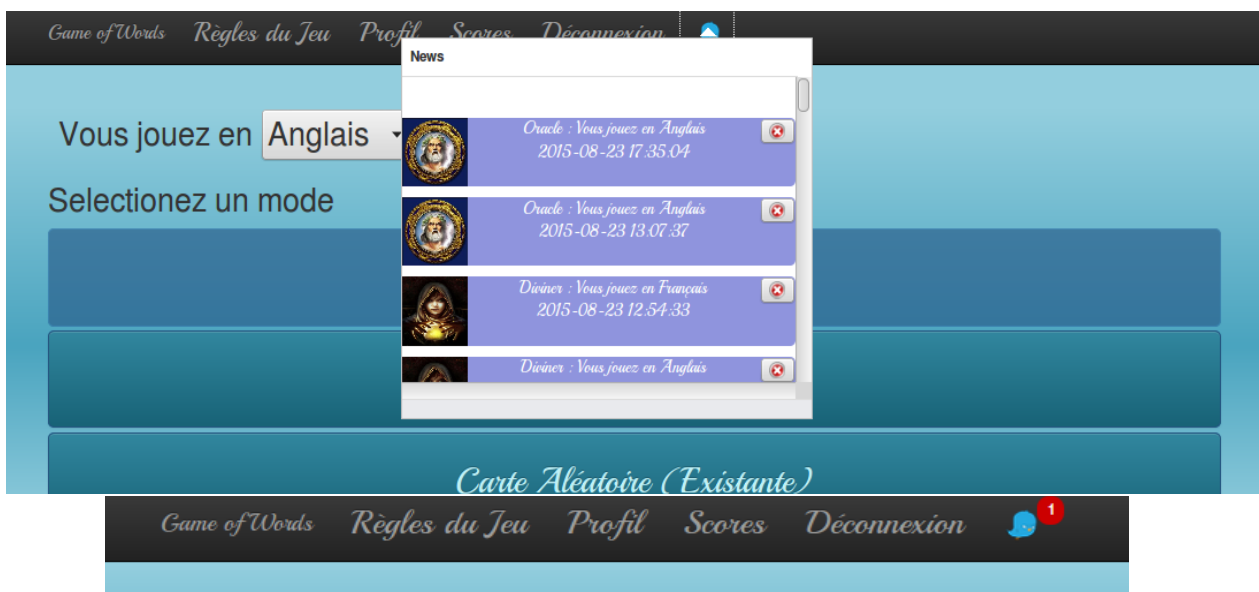 Game of Words Règles du Jeu Profil Scores Déconnexion
News
Vous jouez en Anglais
Oracle : Vous jouez en Anglais
2015-08-23 17:35:04
Selectionez un mode
Oracle : Vous jouez en Anglais
2015-08-23 13:07:37
Diviner : Vous jouez en Français
2015-08-23 12:54:33
Diviner : Vous jouez en Anglais
Carte Aléatoire (Existante)
Game of Words Règles du Jeu Profil Scores Déconnexion 1